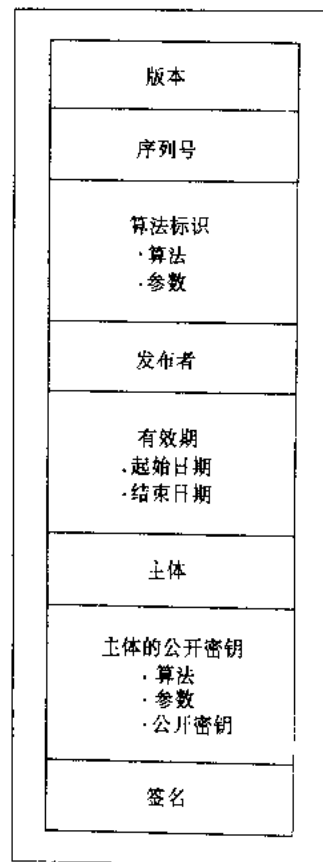 版本
序列号
算法标识
·算法
·参数
发布者
有效期
·起始日期
·结束日期
主体
主体的公开密钥
·算法
·参数
·公开密钥
签名